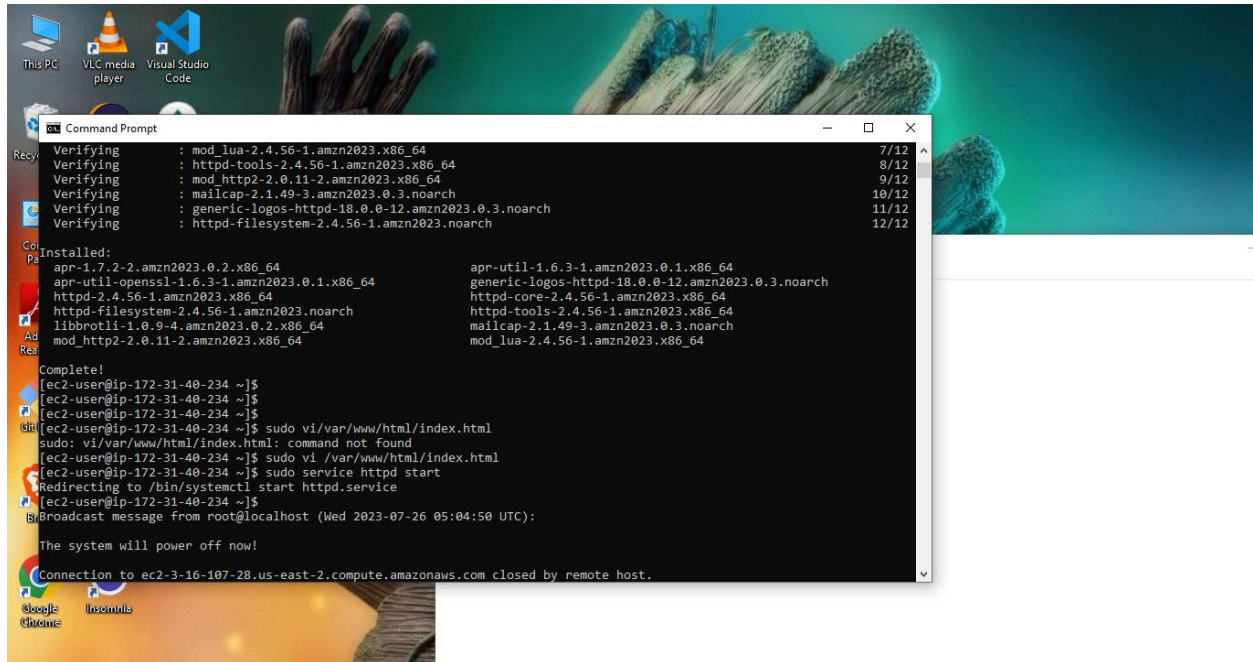 This PC
VLC media player
Visual Studio Code
Command Prompt
Verifying : mod_lua-2.4.56-1.amzn2023.x86_64 7/12
Verifying : httpd-tools-2.4.56-1.amzn2023.x86_64 8/12
Verifying : mod_http2-2.0.11-2.amzn2023.x86_64 9/12
Verifying : mailcap-2.1.49-3.amzn2023.0.3.noarch 10/12
Verifying : generic-logos-httpd-18.0.0-12.amzn2023.0.3.noarch 11/12
Verifying : httpd-filesystem-2.4.56-1.amzn2023.noarch 12/12
Installed:
apr-1.7.2-2.amzn2023.0.2.x86_64 apr-util-1.6.3-1.amzn2023.0.1.x86_64
apr-util-openssl-1.6.3-1.amzn2023.0.1.x86_64 generic-logos-httpd-18.0.0-12.amzn2023.0.3.noarch
httpd-2.4.56-1.amzn2023.x86_64 httpd-core-2.4.56-1.amzn2023.x86_64
httpd-filesystem-2.4.56-1.amzn2023.noarch httpd-tools-2.4.56-1.amzn2023.x86_64
libbrotli-1.0.9-4.amzn2023.0.2.x86_64 mailcap-2.1.49-3.amzn2023.0.3.noarch
mod_http2-2.0.11-2.amzn2023.x86_64 mod_lua-2.4.56-1.amzn2023.x86_64
Complete!
[ec2-user@ip-172-31-40-234 ~]$
[ec2-user@ip-172-31-40-234 ~]$
[ec2-user@ip-172-31-40-234 ~]$
[ec2-user@ip-172-31-40-234 ~]$ sudo vi/var/www/html/index.html
sudo: vi/var/www/html/index.html: command not found
[ec2-user@ip-172-31-40-234 ~]$ sudo vi /var/www/html/index.html
[ec2-user@ip-172-31-40-234 ~]$ sudo service httpd start
Redirecting to /bin/systemctl start httpd.service
[ec2-user@ip-172-31-40-234 ~]$
Broadcast message from root@localhost (Wed 2023-07-26 05:04:50 UTC):
The system will power off now!
Connection to ec2-3-16-107-28.us-east-2.compute.amazonaws.com closed by remote host.
Google Chrome
Insomnia